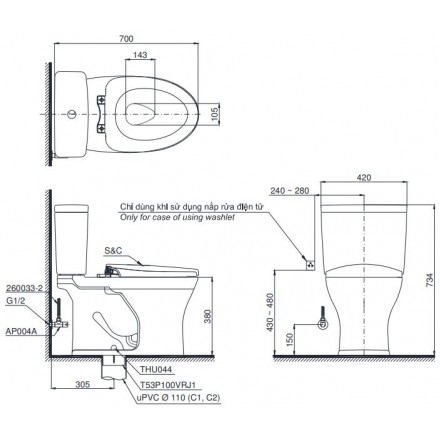 700
143
105
420
240 ~ 280
Chỉ dùng khi sử dụng nắp rửa điện tử
Only for case of using washlet
S&C
260033-2
G1/2
AP004A
380
430 ~ 480
150
734
305
THU044
T53P100VRJ1
uPVC Ø 110 (C1, C2)